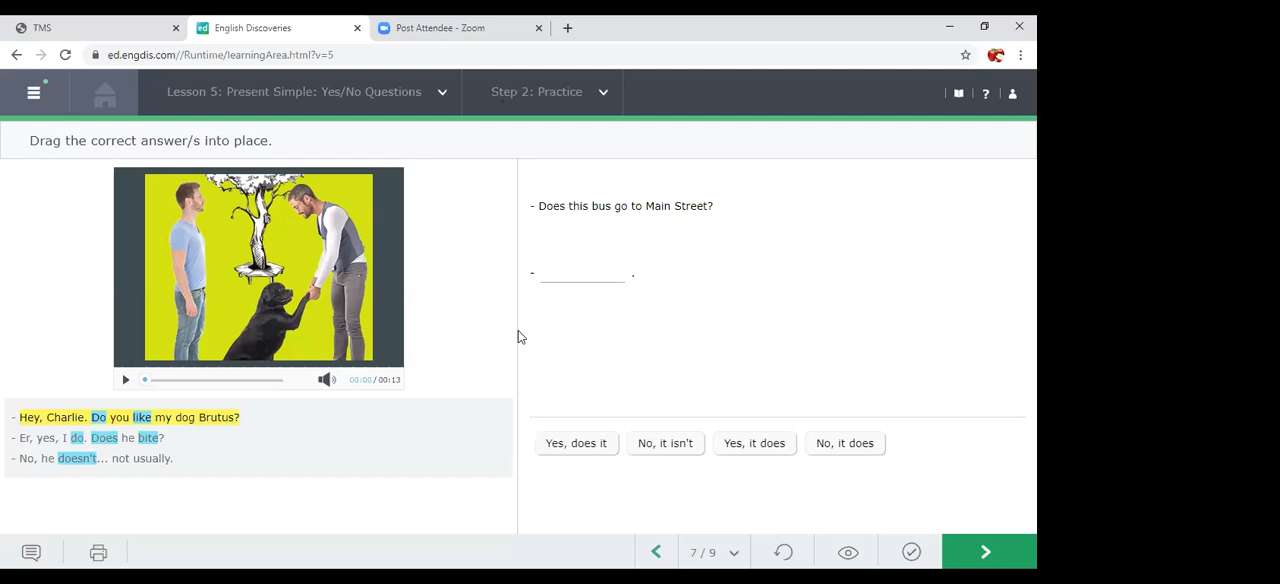 TMS
ed English Discoveries
Post Attendee - Zoom
ed.engdis.com//Runtime/learningArea.html?v=5
Lesson 5: Present Simple: Yes/No Questions
Step 2: Practice
?
Drag the correct answer/s into place.
- Does this bus go to Main Street?
- ____________ .
00:00/00:13
- Hey, Charlie. Do you like my dog Brutus?
- Er, yes, I do. Does he bite?
- No, he doesn't... not usually.
Yes, does it
No, it isn't
Yes, it does
No, it does
7 / 9